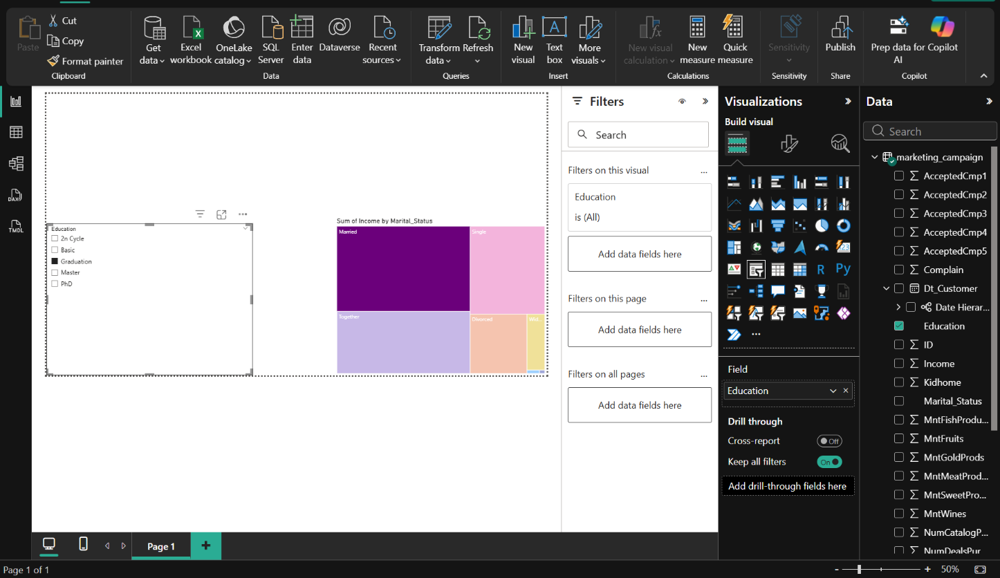 Paste
Cut
Copy
Format painter
Clipboard
Get data
Excel workbook
OneLake catalog
SQL Server
Enter data
Dataverse
Recent sources
Data
Transform data
Refresh
Queries
New visual
Text box
More visuals
Insert
New visual calculation
New measure
Quick measure
Calculations
Sensitivity
Sensitivity
Publish
Share
Prep data for AI
Copilot
Copilot
DAX
TMDL
Education
2n Cycle
Basic
Graduation
Master
PhD
Sum of Income by Marital_Status
Married
Single
Together
Divorced
Wid...
Filters
Search
Filters on this visual
...
Education
is (All)
Add data fields here
Filters on this page
...
Add data fields here
Filters on all pages
...
Add data fields here
Visualizations
Build visual
123
R
Py
...
Field
Education
Drill through
Cross-report
Off
Keep all filters
On
Add drill-through fields here
Data
Search
marketing_campaign
AcceptedCmp1
AcceptedCmp2
AcceptedCmp3
AcceptedCmp4
AcceptedCmp5
Complain
Dt_Customer
Date Hierar...
Education
ID
Income
Kidhome
Marital_Status
MntFishProdu...
MntFruits
MntGoldProds
MntMeatProd...
MntSweetPro...
MntWines
NumCatalogP...
NumDealsPur
Page 1
+
Page 1 of 1
- + 50%